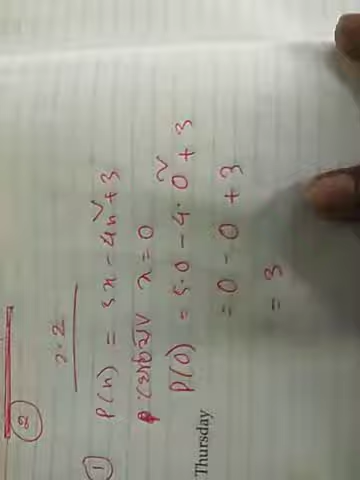 2
2.2
① p(x) = 5x - 4x² + 3
x = 0
p(0) = 5.0 - 4.0² + 3
= 0 - 0 + 3
= 3
Thursday